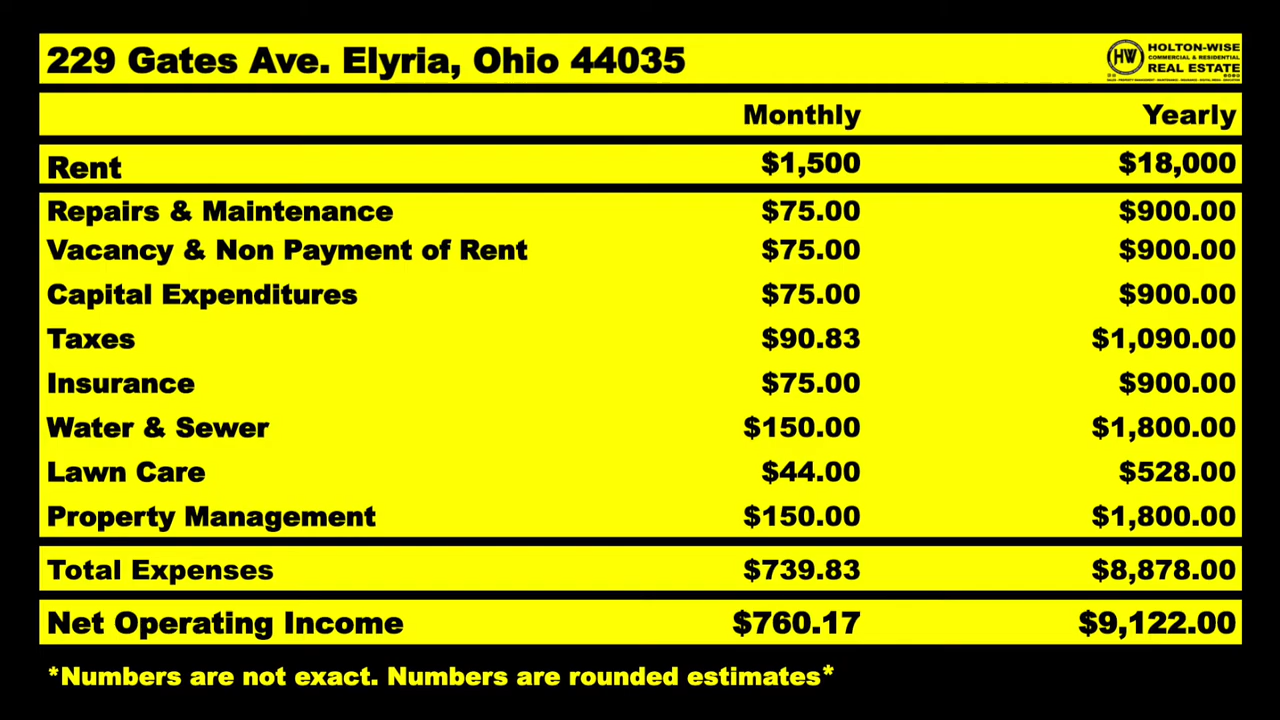 229 Gates Ave. Elyria, Ohio 44035
HW
HOLTON-WISE
COMMERCIAL & RESIDENTIAL
REAL ESTATE
Monthly Yearly
Rent $1,500 $18,000
Repairs & Maintenance $75.00 $900.00
Vacancy & Non Payment of Rent $75.00 $900.00
Capital Expenditures $75.00 $900.00
Taxes $90.83 $1,090.00
Insurance $75.00 $900.00
Water & Sewer $150.00 $1,800.00
Lawn Care $44.00 $528.00
Property Management $150.00 $1,800.00
Total Expenses $739.83 $8,878.00
Net Operating Income $760.17 $9,122.00
*Numbers are not exact. Numbers are rounded estimates*